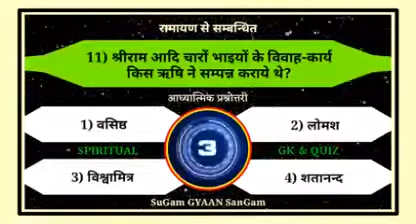 रामायण से सम्बन्धित
11) श्रीराम आदि चारों भाइयों के विवाह-कार्य
किस ऋषि ने सम्पन्न कराये थे?
आध्यात्मिक प्रश्नोत्तरी
1) वसिष्ठ
2) लोमश
SPIRITUAL
3
GK & QUIZ
3) विश्वामित्र
4) शतानन्द
SuGam GYAAN SanGam